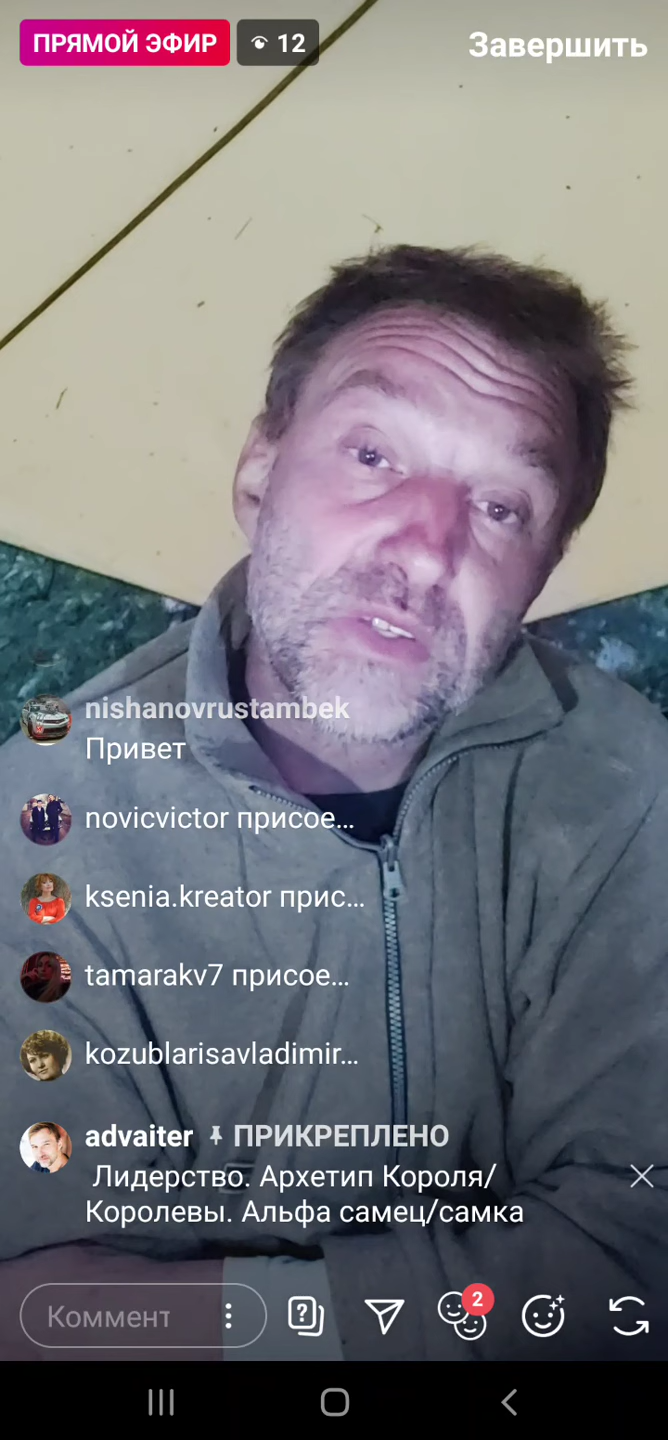 ПРЯМОЙ ЭФИР
12
Завершить
nishanovrustambek
Привет
novicvictor присое...
ksenia.kreator прис...
tamarakv7 присое...
kozublarisavladimir...
advaiter ПРИКРЕПЛЕНО
Лидерство. Архетип Короля/
Королевы. Альфа самец/самка
Коммент
2